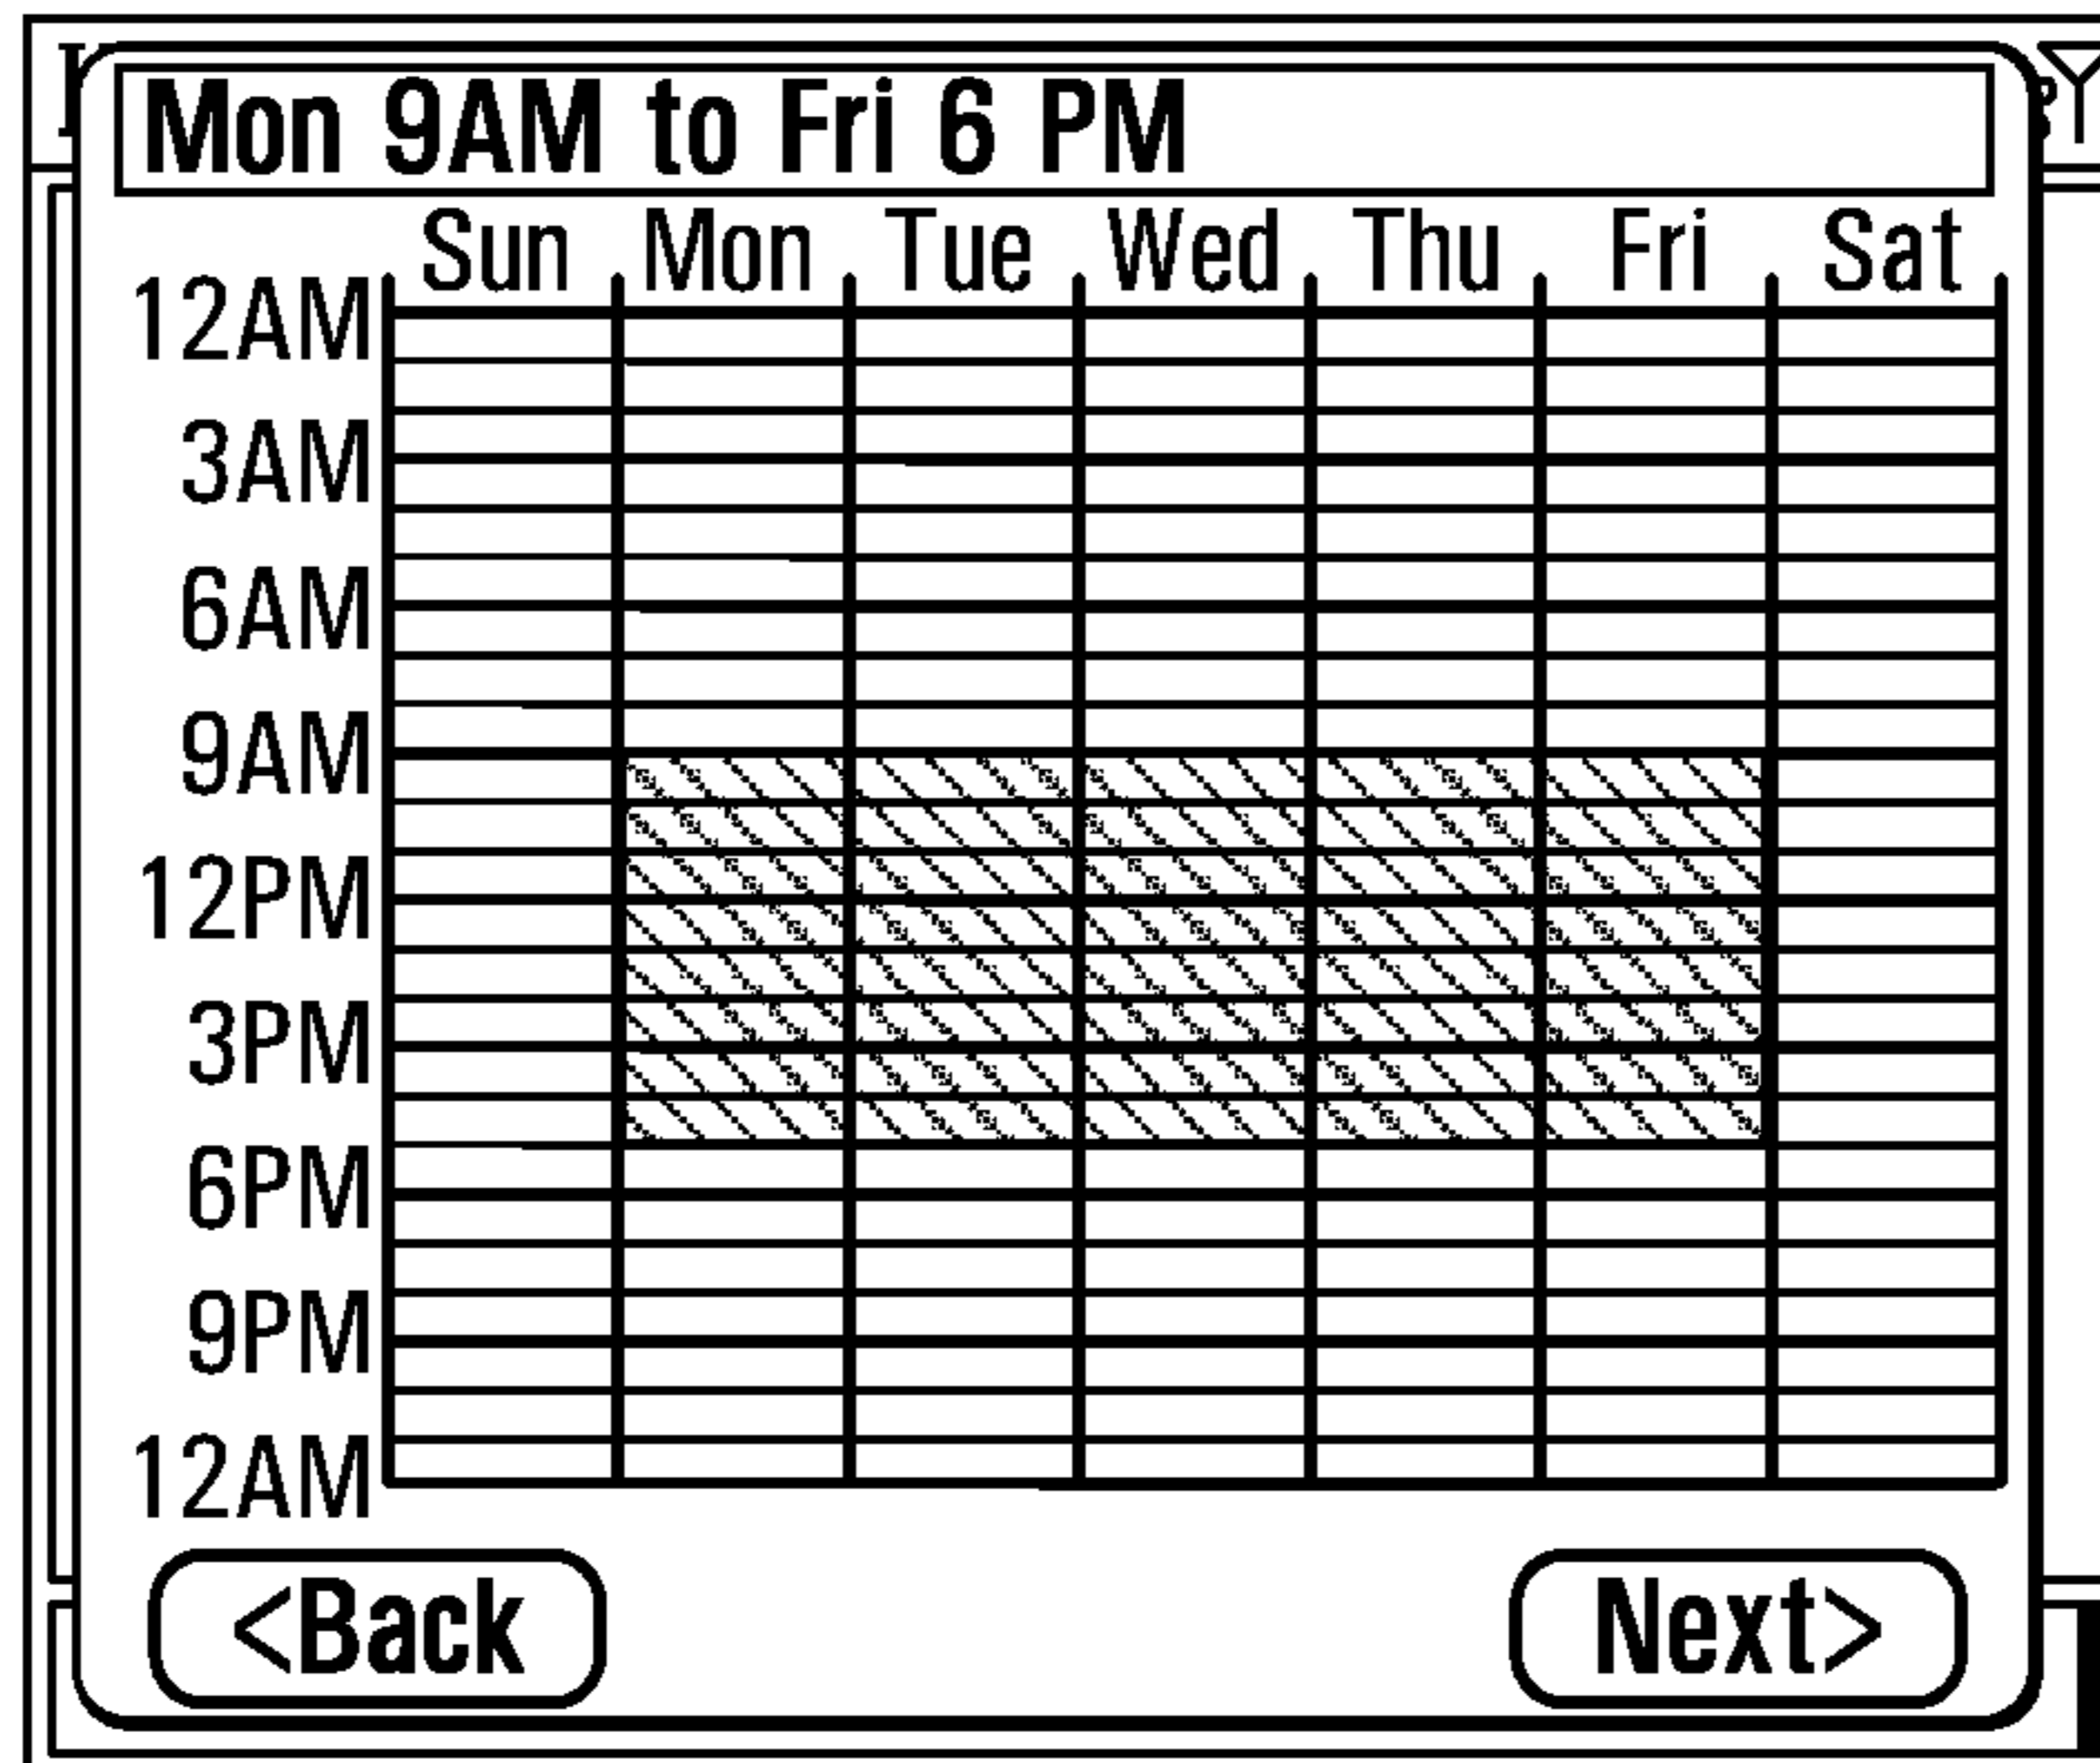 Mon 9AM to Fri 6 PM
Sun Mon Tue Wed Thu Fri Sat
12AM
3AM
6AM
9AM
12PM
3PM
6PM
9PM
12AM
<Back Next>